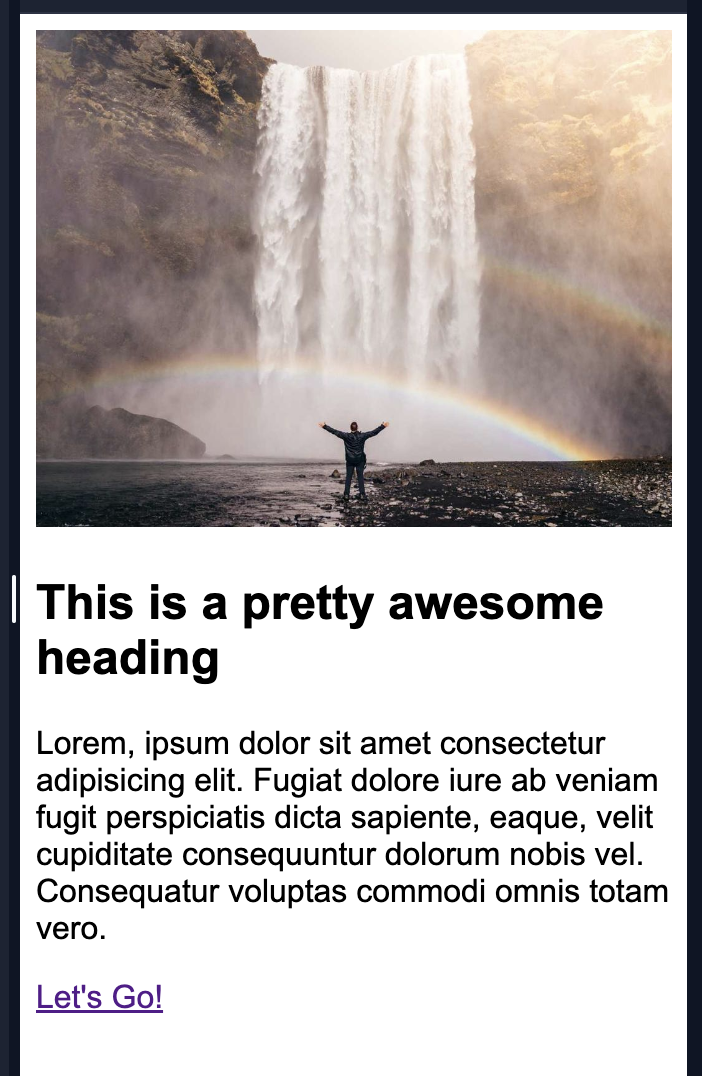 This is a pretty awesome
heading
Lorem, ipsum dolor sit amet consectetur
adipisicing elit. Fugiat dolore iure ab veniam
fugit perspiciatis dicta sapiente, eaque, velit
cupiditate consequuntur dolorum nobis vel.
Consequatur voluptas commodi omnis totam
vero.
Let's Go!